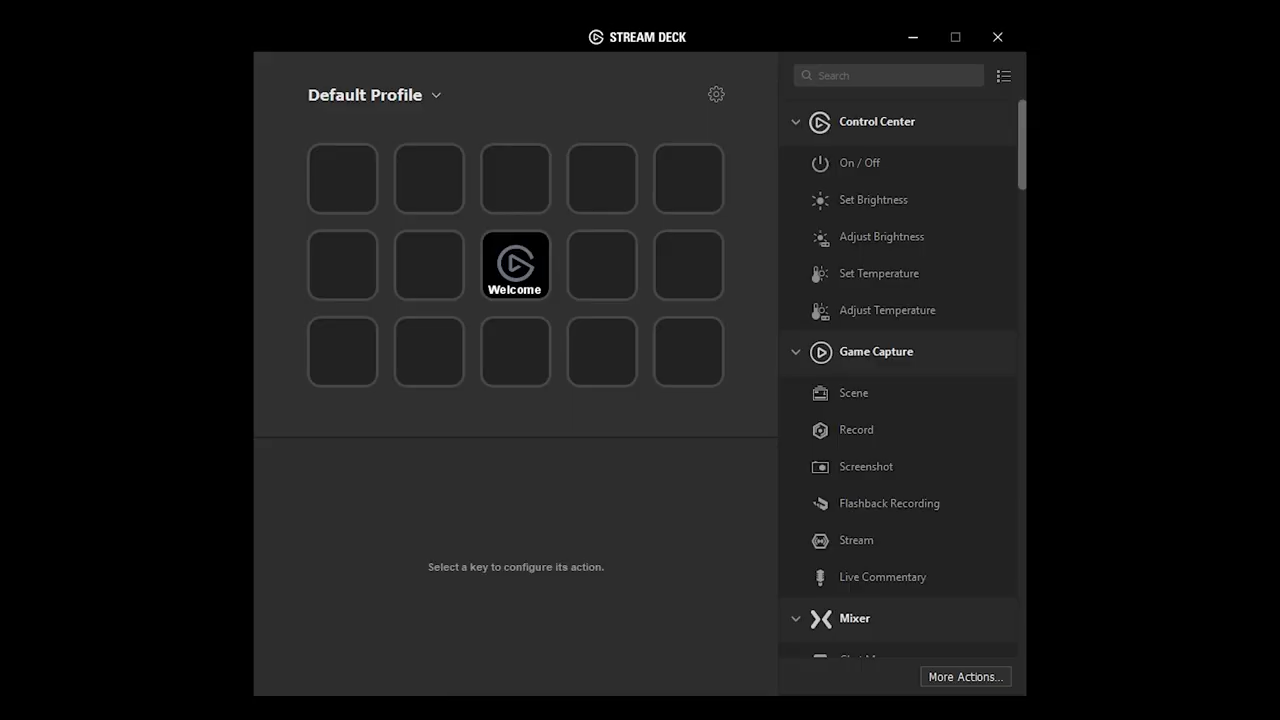 STREAM DECK
Default Profile
Welcome
Select a key to configure its action.
Search
Control Center
On / Off
Set Brightness
Adjust Brightness
Set Temperature
Adjust Temperature
Game Capture
Scene
Record
Screenshot
Flashback Recording
Stream
Live Commentary
Mixer
More Actions...